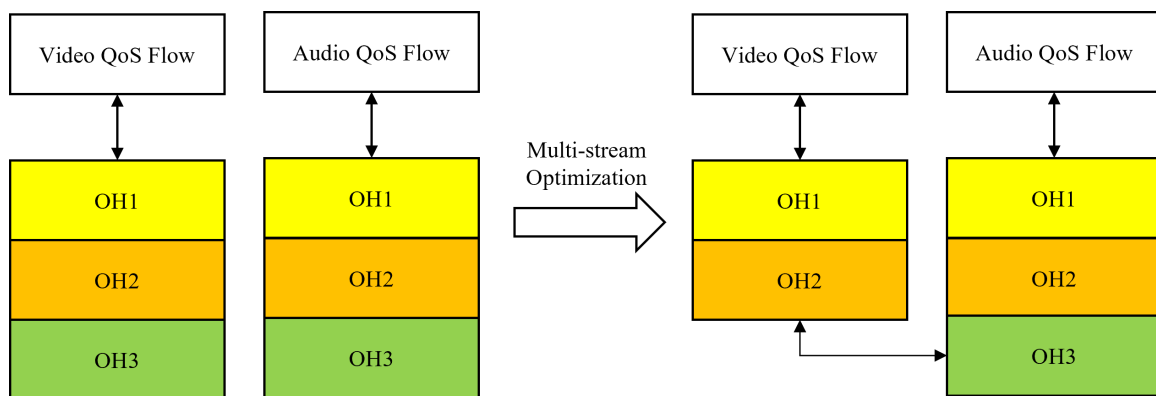 Video QoS Flow
Audio QoS Flow
OH1
OH2
OH3
OH1
OH2
OH3
Multi-stream
Optimization
Video QoS Flow
Audio QoS Flow
OH1
OH2
OH1
OH2
OH3